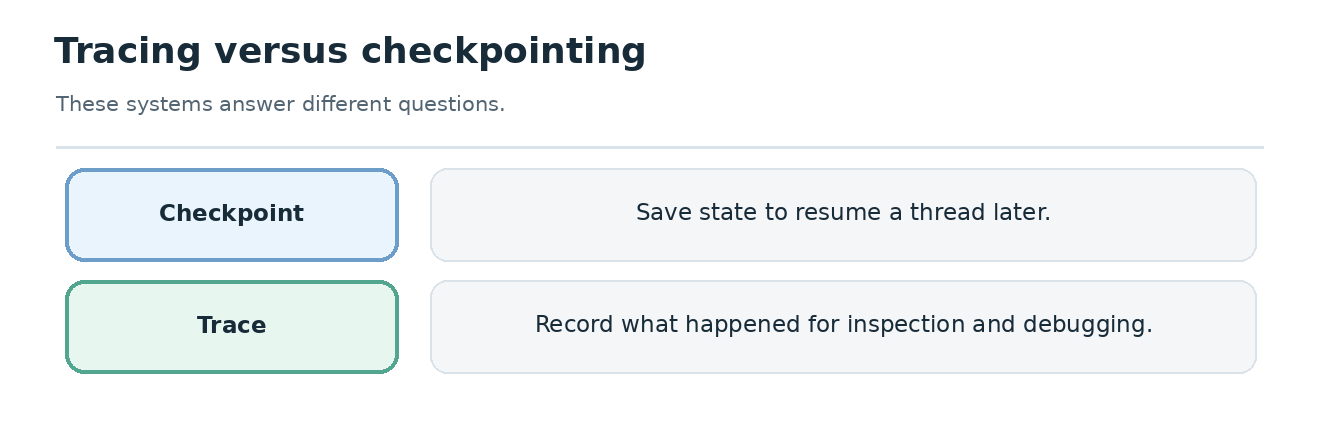 Tracing versus checkpointing
These systems answer different questions.
Checkpoint
Save state to resume a thread later.
Trace
Record what happened for inspection and debugging.